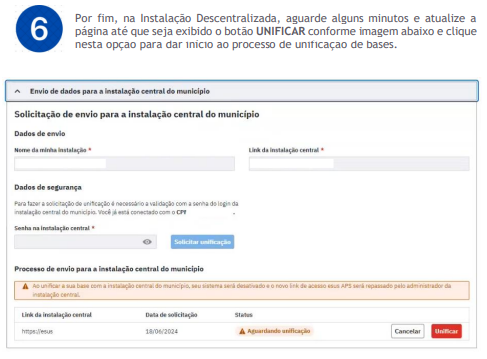 6
Por fim, na Instalação Descentralizada, aguarde alguns minutos e atualize a
página até que seja exibido o botão UNIFICAR conforme imagem abaixo e clique
nesta opção para dar início ao processo de unificação de bases.
Envio de dados para a instalação central do município
Solicitação de envio para a instalação central do município
Dados de envio
Nome da minha instalação *
Link da instalação central *
Dados de segurança
Para fazer a solicitação de unificação é necessário a validação com a senha do login da
instalação central do município. Você já está conectado com o CPF .
Senha na instalação central *
Solicitar unificação
Processo de envio para a instalação central do município
Ao unificar a sua base com a instalação central do município, seu sistema será desativado e o novo link de acesso esus APS será repassado pelo administrador da
instalação central.
Link da instalação central Data de solicitação Status
https://esus 18/06/2024 Aguardando unificação Cancelar Unificar